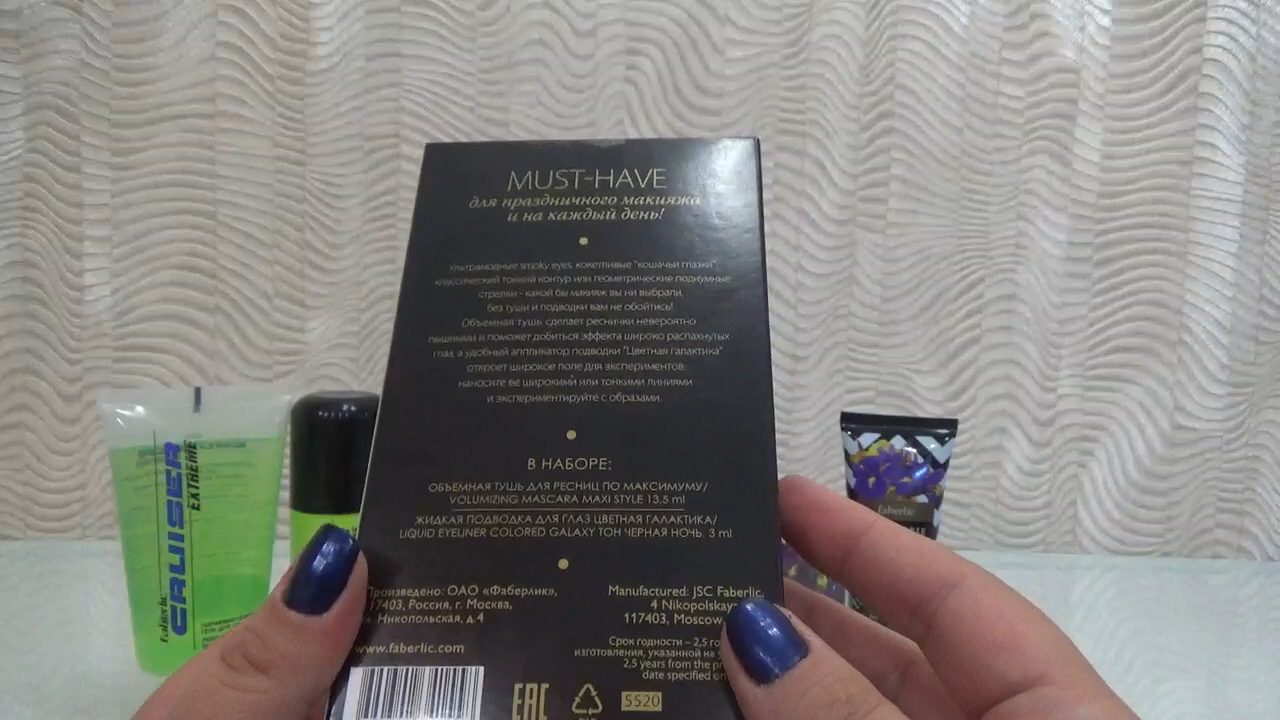 MUST-HAVE
для праздничного макияжа
и на каждый день!
Ультрамодные smoky eyes, кокетливые "кошачьи глазки",
классический тонкий контур или геометрические подиумные
стрелки - какой бы макияж вы ни выбрали,
без туши и подводки вам не обойтись!
Объемная тушь сделает реснички невероятно
пышными и поможет добиться эффекта широко распахнутых
глаз, а удобный аппликатор подводки "Цветная галактика"
откроет широкое поле для экспериментов:
наносите ее широкими или тонкими линиями
и экспериментируйте с образами.
В НАБОРЕ:
ОБЪЕМНАЯ ТУШЬ ДЛЯ РЕСНИЦ ПО МАКСИМУМУ/
VOLUMIZING MASCARA MAXI STYLE 13,5 ml
ЖИДКАЯ ПОДВОДКА ДЛЯ ГЛАЗ ЦВЕТНАЯ ГАЛАКТИКА/
LIQUID EYELINER COLORED GALAXY ТОН ЧЕРНАЯ НОЧЬ, 3 ml
Произведено: ОАО «Фаберлик»,
17403, Россия, г. Москва,
ул. Никопольская, д.4
www.faberlic.com
Manufactured: JSC Faberlic,
4 Nikopolskaya
117403, Moscow
Срок годности – 2,5
изготовления, указанной на
2,5 years from the
date specified on
EAC
5520
faberlic
CRUISER
EXTREME
faberlic